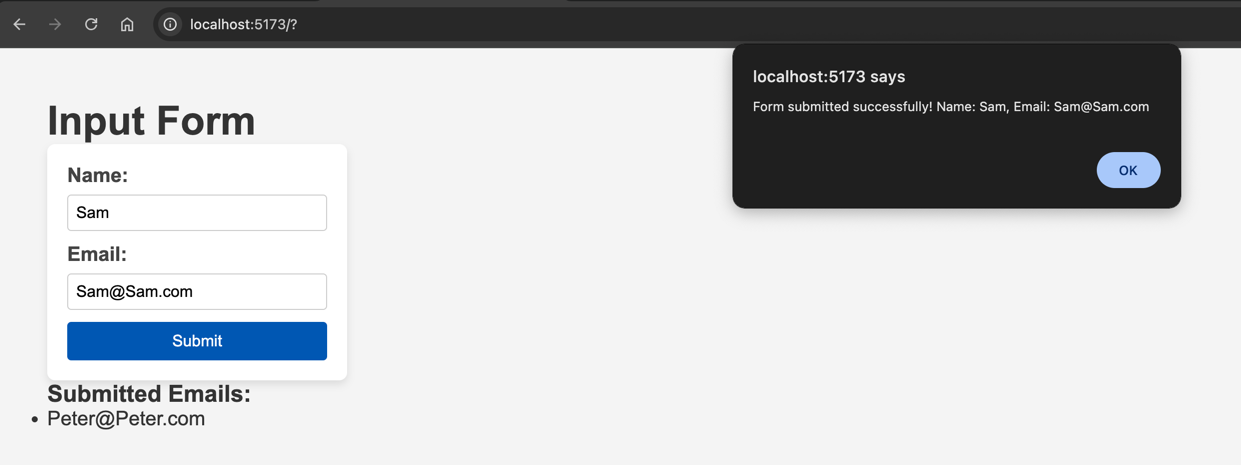 localhost:5173/?
localhost:5173 says
Form submitted successfully! Name: Sam, Email: Sam@Sam.com
OK
Input Form
Name:
Sam
Email:
Sam@Sam.com
Submit
Submitted Emails:
• Peter@Peter.com